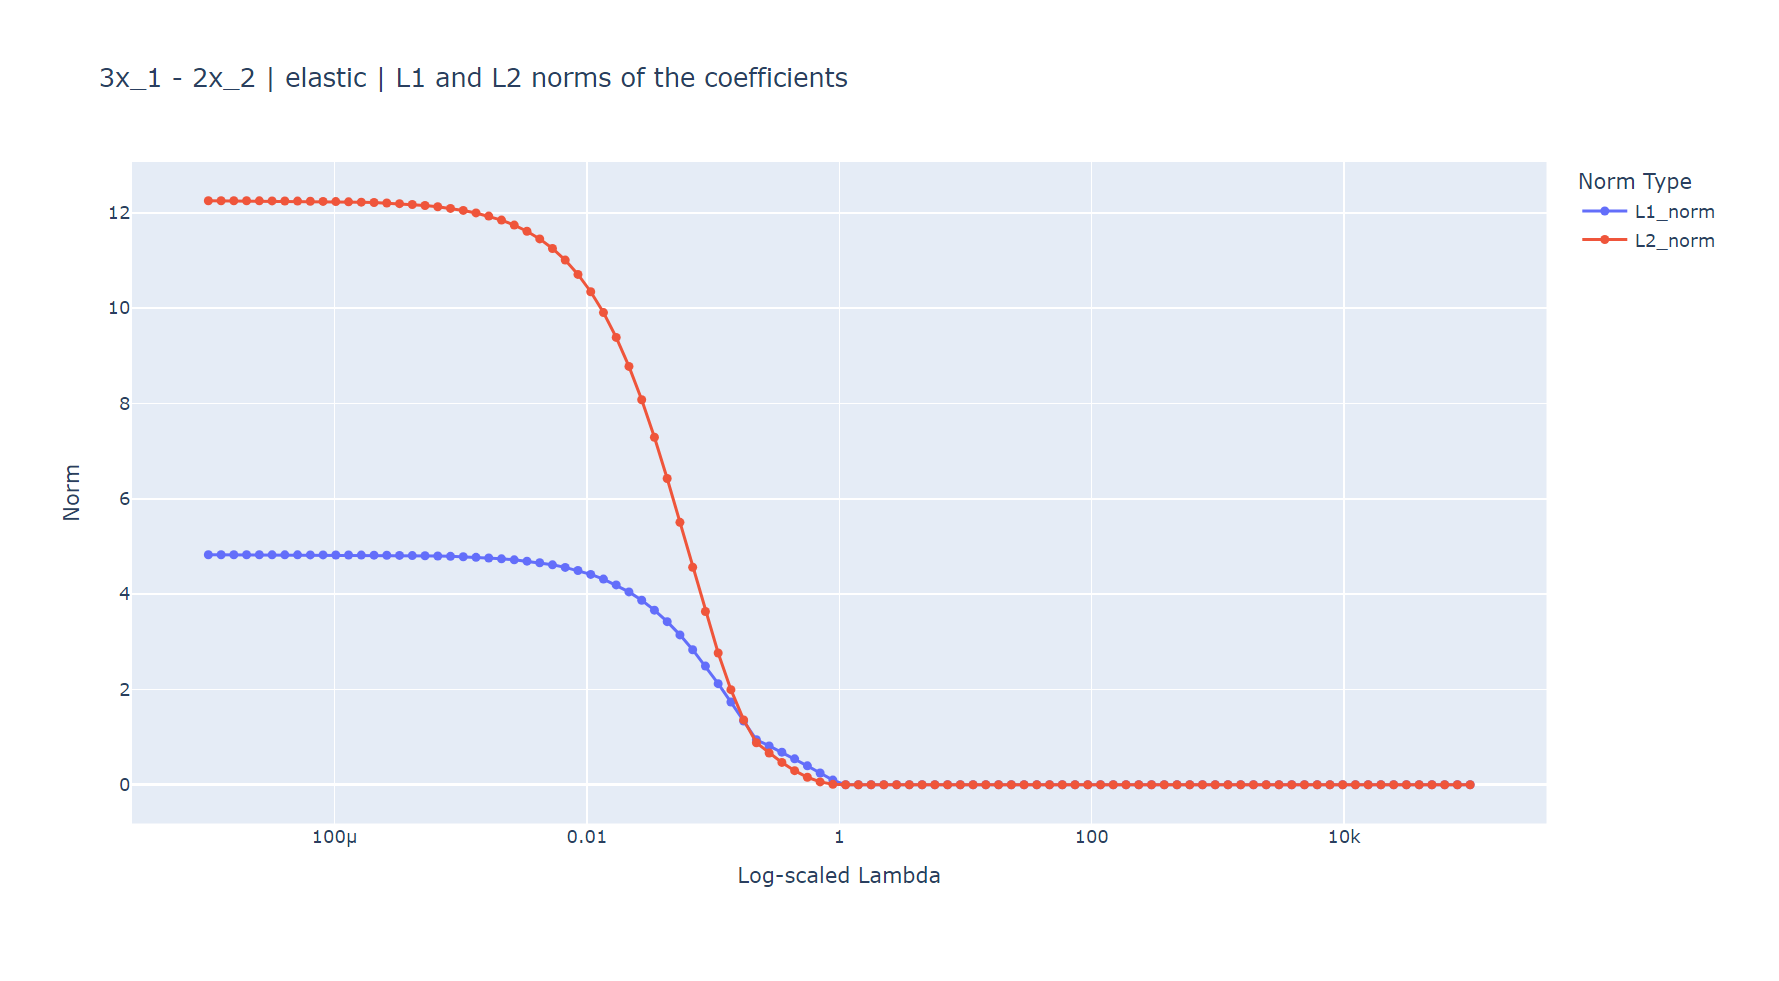 3x_1 - 2x_2 | elastic | L1 and L2 norms of the coefficients
Norm Type
L1_norm
L2_norm
12
10
8
6
4
2
0
Norm
100μ
0.01
1
100
10k
Log-scaled Lambda